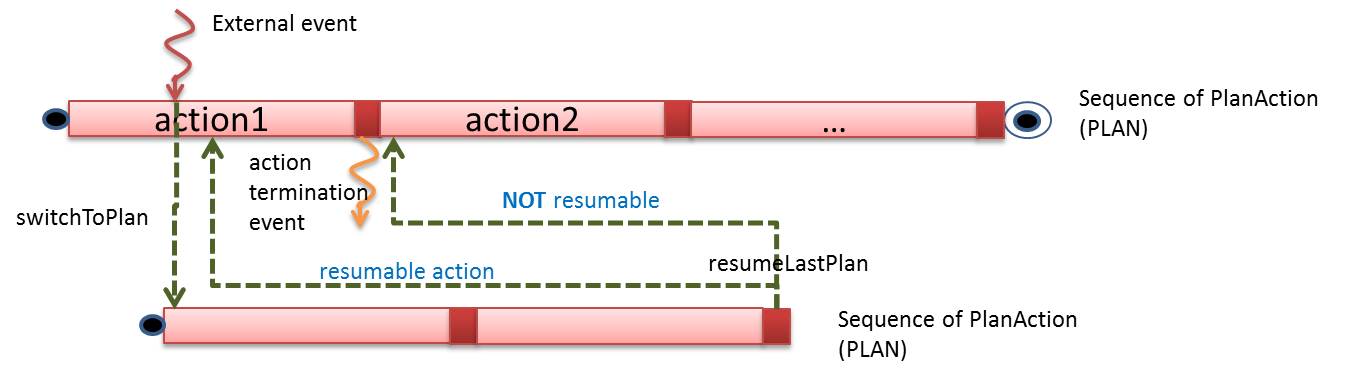 External event
action1
action2
...
Sequence of PlanAction
(PLAN)
action
termination
event
switchToPlan
NOT resumable
resumable action
resumeLastPlan
Sequence of PlanAction
(PLAN)